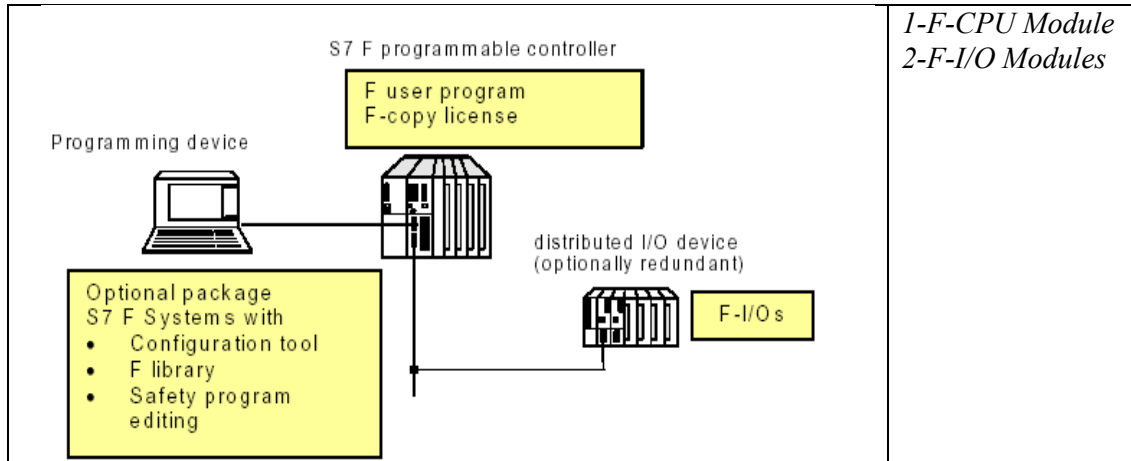 S7 F programmable controller
F user program
F-copy license
Programming device
distributed I/O device
(optionally redundant)
F-I/Os
Optional package
S7 F Systems with
• Configuration tool
• F library
• Safety program
editing
1-F-CPU Module
2-F-I/O Modules